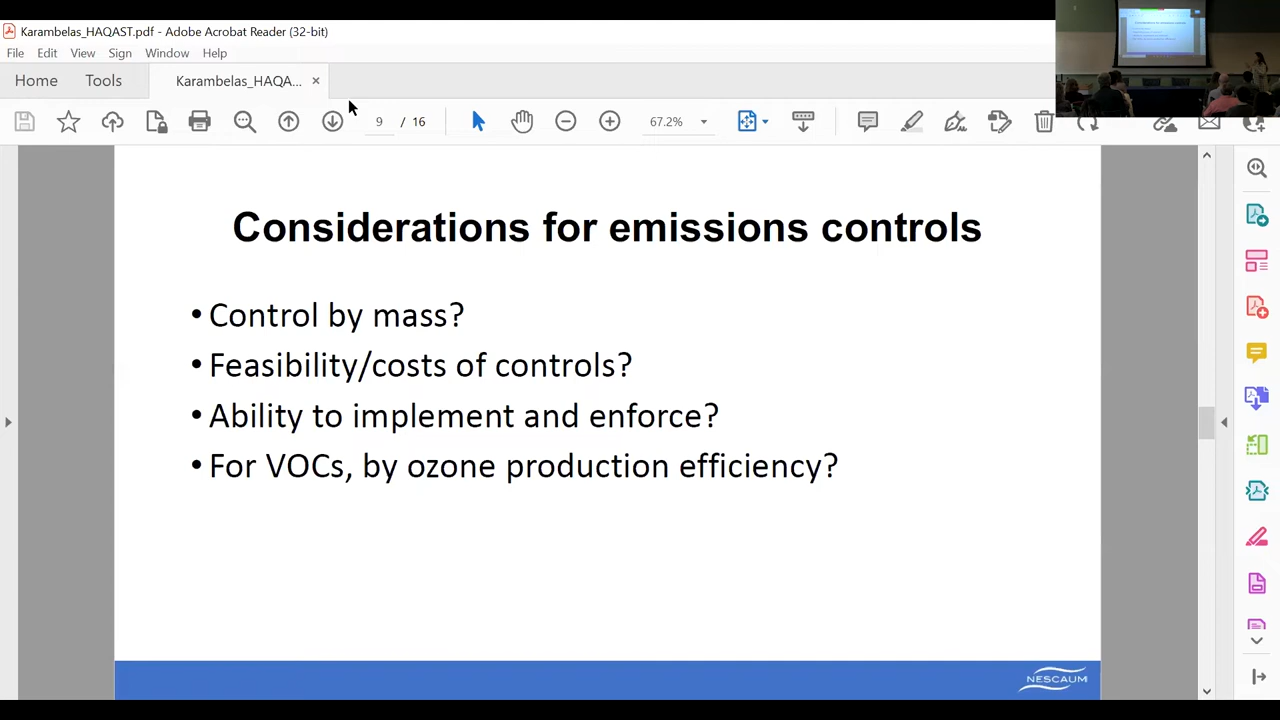 Karambelas_HAQAST.pdf - Adobe Acrobat Reader (32-bit)
File Edit View Sign Window Help
Home Tools Karambelas_HAQA... ×
9 / 16 67.2%
Considerations for emissions controls
• Control by mass?
• Feasibility/costs of controls?
• Ability to implement and enforce?
• For VOCs, by ozone production efficiency?
NESCAUM